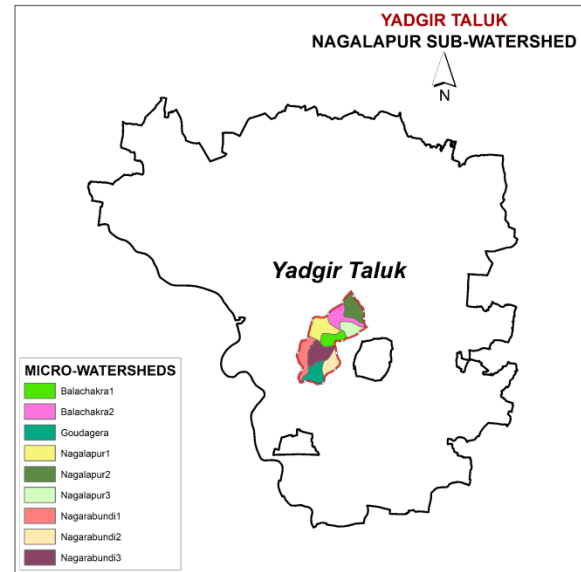 YADGIR TALUK
NAGALAPUR SUB-WATERSHED
N
Yadgir Taluk
MICRO-WATERSHEDS
Balachakra1
Balachakra2
Goudagera
Nagalapur1
Nagalapur2
Nagalapur3
Nagarabundi1
Nagarabundi2
Nagarabundi3